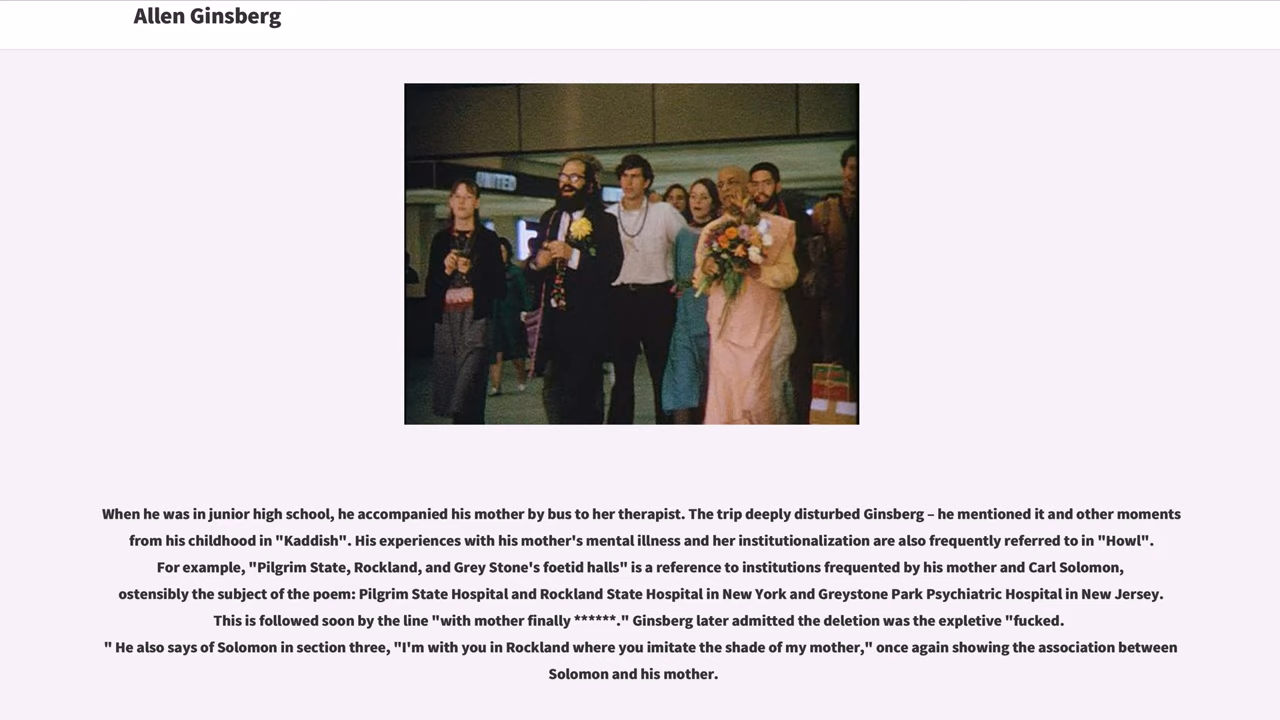 Allen Ginsberg
UNITED
When he was in junior high school, he accompanied his mother by bus to her therapist. The trip deeply disturbed Ginsberg – he mentioned it and other moments
from his childhood in "Kaddish". His experiences with his mother's mental illness and her institutionalization are also frequently referred to in "Howl".
For example, "Pilgrim State, Rockland, and Grey Stone's foetid halls" is a reference to institutions frequented by his mother and Carl Solomon,
ostensibly the subject of the poem: Pilgrim State Hospital and Rockland State Hospital in New York and Greystone Park Psychiatric Hospital in New Jersey.
This is followed soon by the line "with mother finally ******." Ginsberg later admitted the deletion was the expletive "fucked.
" He also says of Solomon in section three, "I'm with you in Rockland where you imitate the shade of my mother," once again showing the association between
Solomon and his mother.